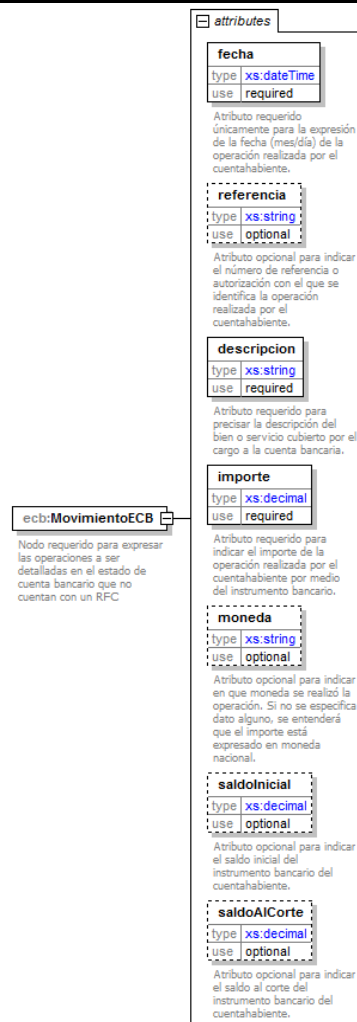 attributes
fecha
type xs:dateTime
use required
Atributo requerido
únicamente para la expresión
de la fecha (mes/día) de la
operación realizada por el
cuentahabiente.
referencia
type xs:string
use optional
Atributo opcional para indicar
el número de referencia o
autorización con el que se
identifica la operación
realizada por el
cuentahabiente.
descripcion
type xs:string
use required
Atributo requerido para
precisar la descripción del
bien o servicio cubierto por el
cargo a la cuenta bancaria.
importe
type xs:decimal
use required
Atributo requerido para
indicar el importe de la
operación realizada por el
cuentahabiente por medio
del instrumento bancario.
ecb:MovimientoECB
Nodo requerido para expresar
las operaciones a ser
detalladas en el estado de
cuenta bancario que no
cuentan con un RFC
moneda
type xs:string
use optional
Atributo opcional para indicar
en que moneda se realizó la
operación. Si no se especifica
dato alguno, se entenderá
que el importe está
expresado en moneda
nacional.
saldoInicial
type xs:decimal
use optional
Atributo opcional para indicar
el saldo inicial del
instrumento bancario del
cuentahabiente.
saldoAlCorte
type xs:decimal
use optional
Atributo opcional para indicar
el saldo al corte del
instrumento bancario del
cuentahabiente.